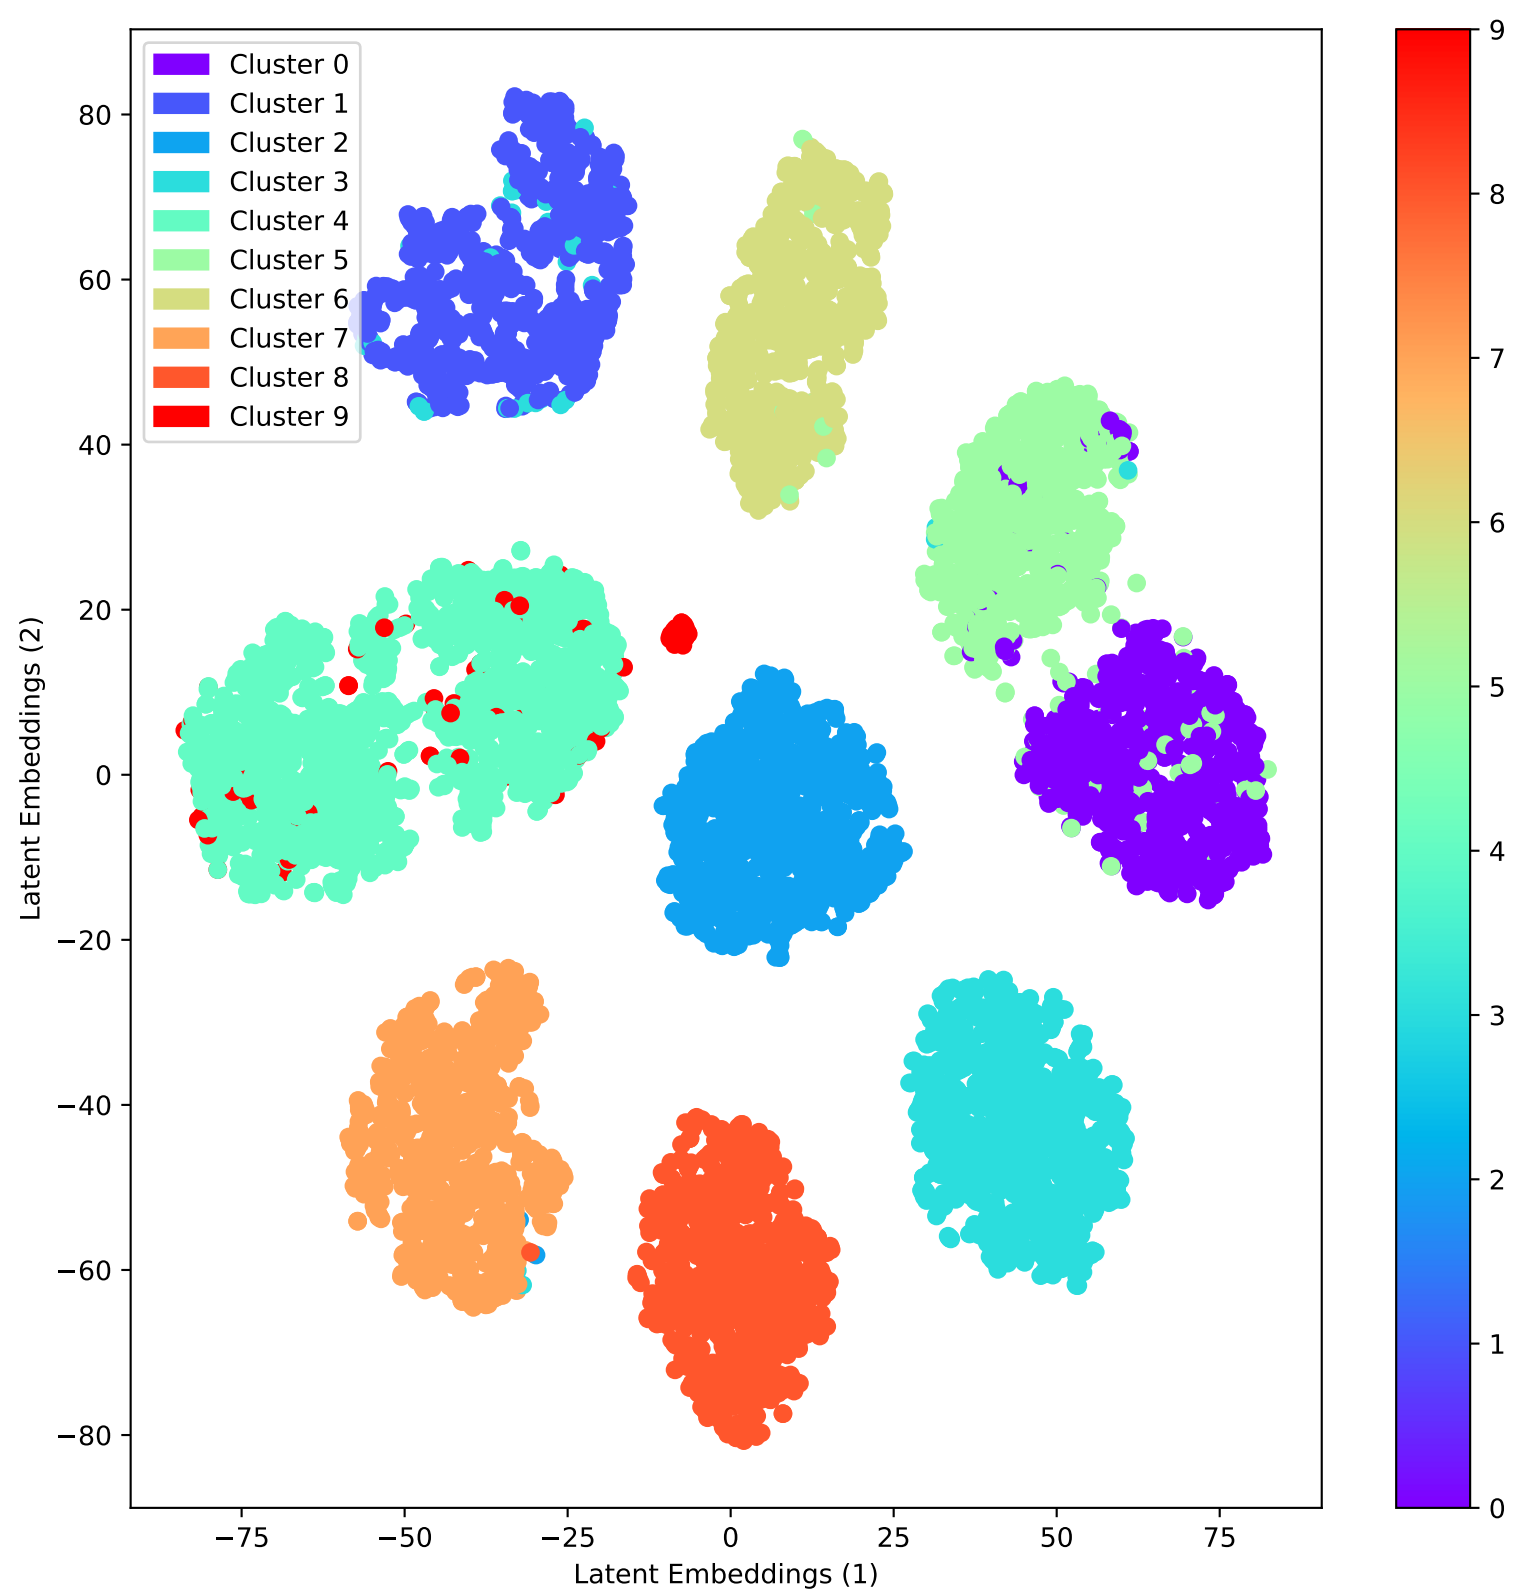 Cluster 0
Cluster 1
Cluster 2
Cluster 3
Cluster 4
Cluster 5
Cluster 6
Cluster 7
Cluster 8
Cluster 9
80
60
40
20
0
−20
−40
−60
−80
Latent Embeddings (2)
−75
−50
−25
0
25
50
75
Latent Embeddings (1)
9
8
7
6
5
4
3
2
1
0